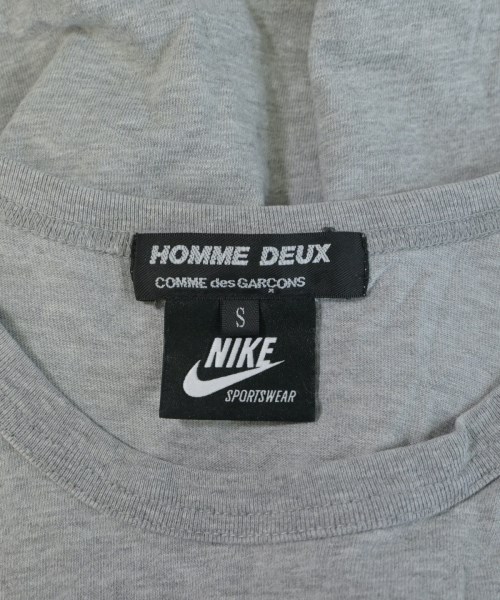 HOMME DEUX
COMME des GARÇONS
S
NIKE
SPORTSWEAR